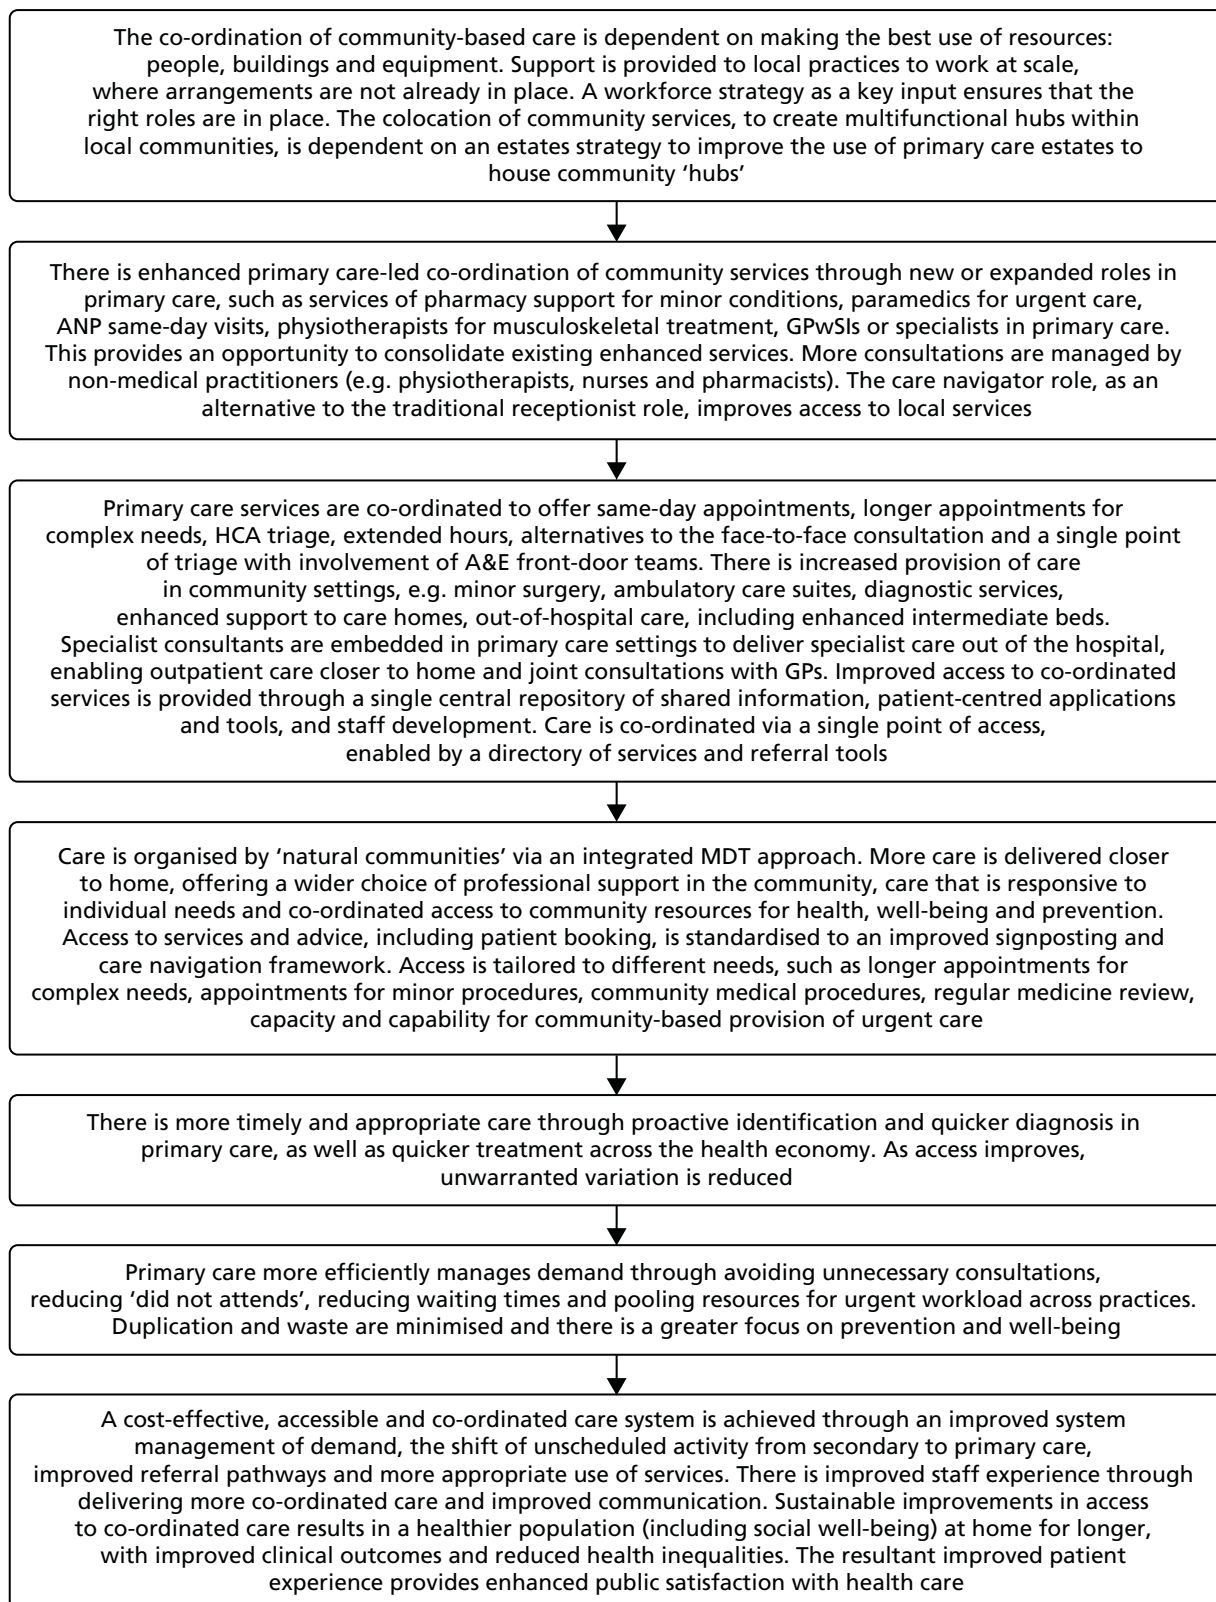 The co-ordination of community-based care is dependent on making the best use of resources:
people, buildings and equipment. Support is provided to local practices to work at scale,
where arrangements are not already in place. A workforce strategy as a key input ensures that the
right roles are in place. The colocation of community services, to create multifunctional hubs within
local communities, is dependent on an estates strategy to improve the use of primary care estates to
house community ‘hubs’
There is enhanced primary care-led co-ordination of community services through new or expanded roles in
primary care, such as services of pharmacy support for minor conditions, paramedics for urgent care,
ANP same-day visits, physiotherapists for musculoskeletal treatment, GPwSIs or specialists in primary care.
This provides an opportunity to consolidate existing enhanced services. More consultations are managed by
non-medical practitioners (e.g. physiotherapists, nurses and pharmacists). The care navigator role, as an
alternative to the traditional receptionist role, improves access to local services
Primary care services are co-ordinated to offer same-day appointments, longer appointments for
complex needs, HCA triage, extended hours, alternatives to the face-to-face consultation and a single point
of triage with involvement of A&E front-door teams. There is increased provision of care
in community settings, e.g. minor surgery, ambulatory care suites, diagnostic services,
enhanced support to care homes, out-of-hospital care, including enhanced intermediate beds.
Specialist consultants are embedded in primary care settings to deliver specialist care out of the hospital,
enabling outpatient care closer to home and joint consultations with GPs. Improved access to co-ordinated
services is provided through a single central repository of shared information, patient-centred applications
and tools, and staff development. Care is co-ordinated via a single point of access,
enabled by a directory of services and referral tools
Care is organised by ‘natural communities’ via an integrated MDT approach. More care is delivered closer
to home, offering a wider choice of professional support in the community, care that is responsive to
individual needs and co-ordinated access to community resources for health, well-being and prevention.
Access to services and advice, including patient booking, is standardised to an improved signposting and
care navigation framework. Access is tailored to different needs, such as longer appointments for
complex needs, appointments for minor procedures, community medical procedures, regular medicine review,
capacity and capability for community-based provision of urgent care
There is more timely and appropriate care through proactive identification and quicker diagnosis in
primary care, as well as quicker treatment across the health economy. As access improves,
unwarranted variation is reduced
Primary care more efficiently manages demand through avoiding unnecessary consultations,
reducing ‘did not attends’, reducing waiting times and pooling resources for urgent workload across practices.
Duplication and waste are minimised and there is a greater focus on prevention and well-being
A cost-effective, accessible and co-ordinated care system is achieved through an improved system
management of demand, the shift of unscheduled activity from secondary to primary care,
improved referral pathways and more appropriate use of services. There is improved staff experience through
delivering more co-ordinated care and improved communication. Sustainable improvements in access
to co-ordinated care results in a healthier population (including social well-being) at home for longer,
with improved clinical outcomes and reduced health inequalities. The resultant improved patient
experience provides enhanced public satisfaction with health care